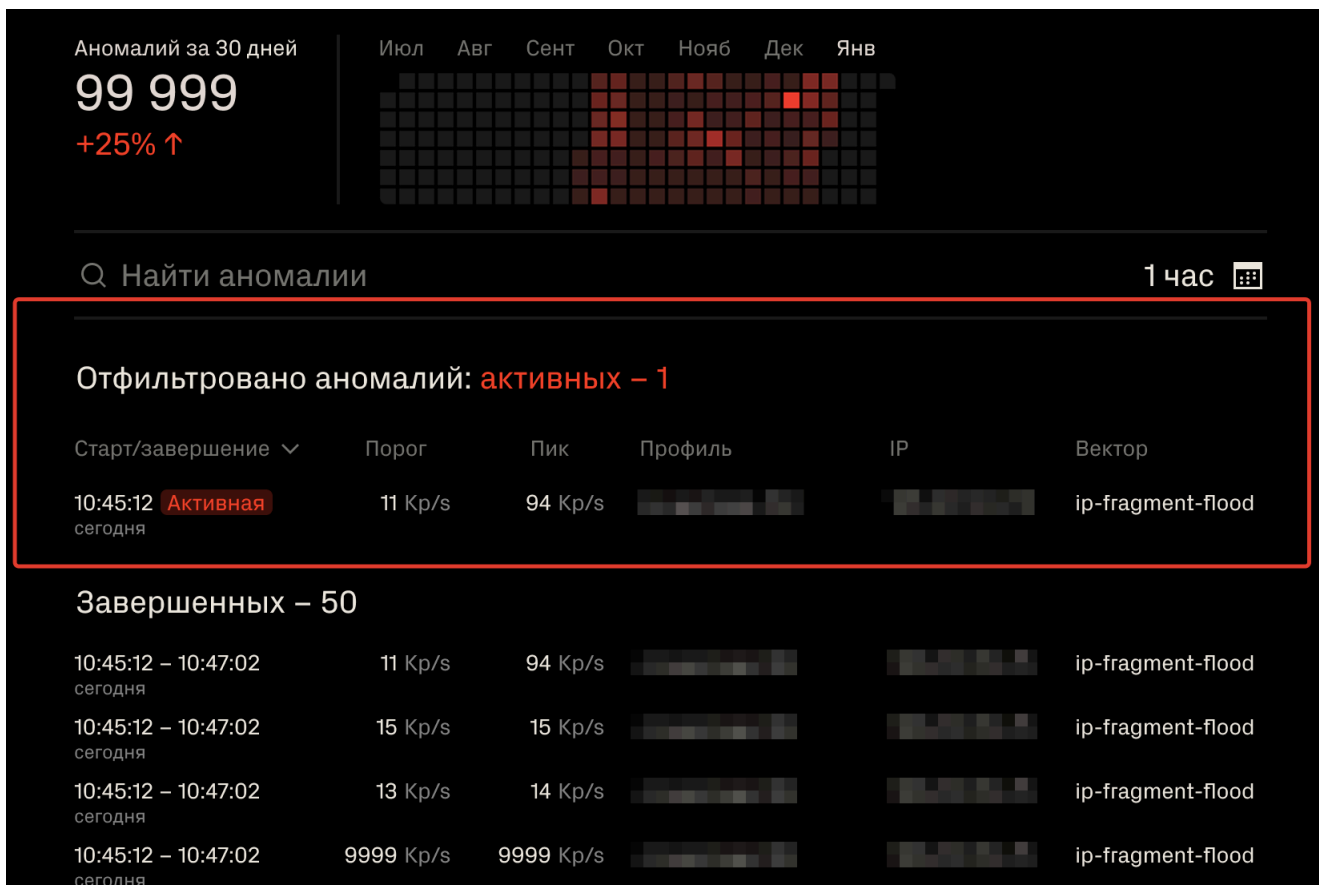 Аномалий за 30 дней
99 999
+25% ↑
Июл Авг Сент Окт Нояб Дек Янв
Найти аномалии
1 час
Отфильтровано аномалий: активных – 1
Старт/завершение Порог Пик Профиль IP Вектор
10:45:12 Активная 11 Kp/s 94 Kp/s ip-fragment-flood
сегодня
Завершенных – 50
10:45:12 – 10:47:02 11 Kp/s 94 Kp/s ip-fragment-flood
сегодня
10:45:12 – 10:47:02 15 Kp/s 15 Kp/s ip-fragment-flood
сегодня
10:45:12 – 10:47:02 13 Kp/s 14 Kp/s ip-fragment-flood
сегодня
10:45:12 – 10:47:02 9999 Kp/s 9999 Kp/s ip-fragment-flood
сегодня